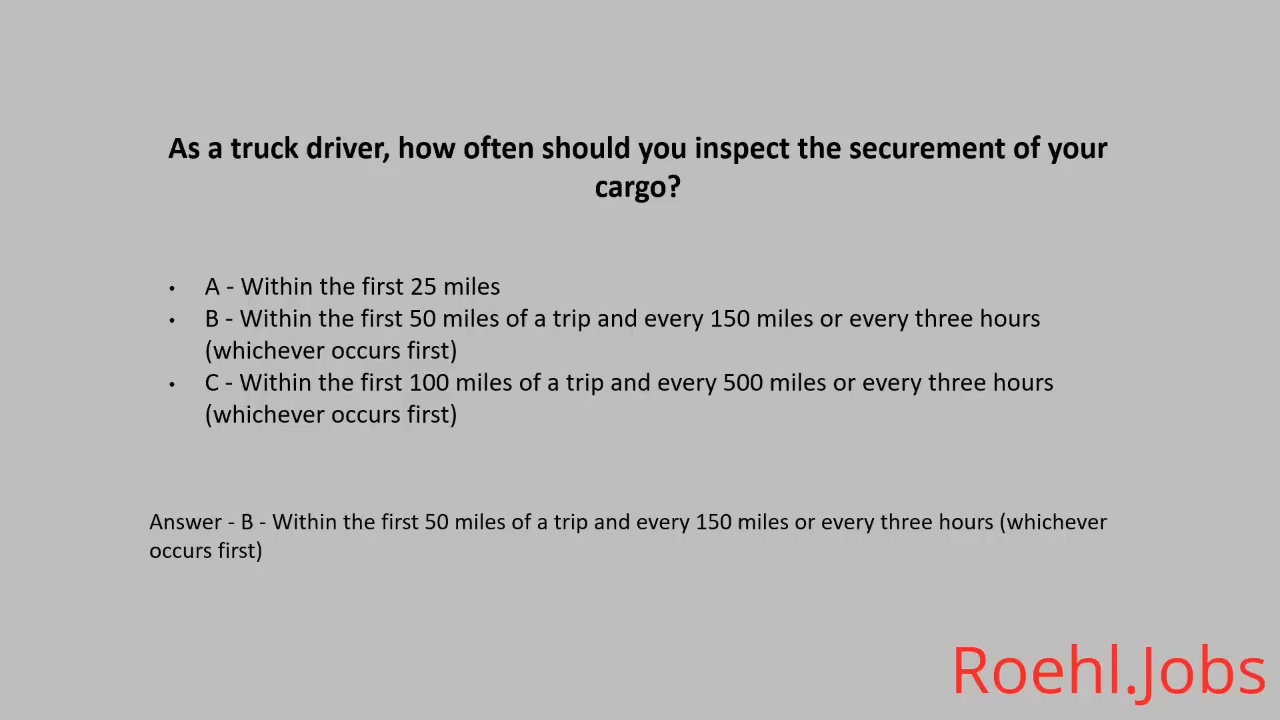 As a truck driver, how often should you inspect the securement of your
cargo?
• A - Within the first 25 miles
• B - Within the first 50 miles of a trip and every 150 miles or every three hours
(whichever occurs first)
• C - Within the first 100 miles of a trip and every 500 miles or every three hours
(whichever occurs first)
Answer - B - Within the first 50 miles of a trip and every 150 miles or every three hours (whichever
occurs first)
Roehl.Jobs